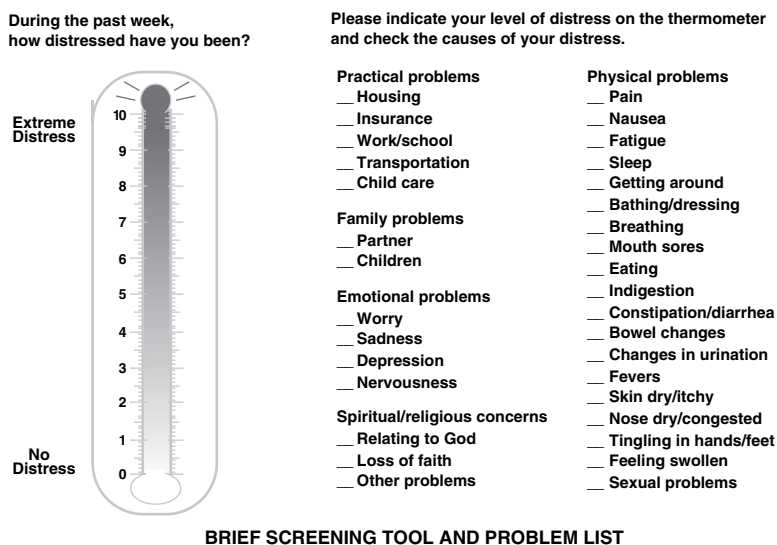 During the past week,
how distressed have you been?
Please indicate your level of distress on the thermometer
and check the causes of your distress.
Extreme
Distress
10
9
8
7
6
5
4
3
2
1
0
No
Distress
Practical problems
__ Housing
__ Insurance
__ Work/school
__ Transportation
__ Child care
Family problems
__ Partner
__ Children
Emotional problems
__ Worry
__ Sadness
__ Depression
__ Nervousness
Spiritual/religious concerns
__ Relating to God
__ Loss of faith
__ Other problems
Physical problems
__ Pain
__ Nausea
__ Fatigue
__ Sleep
__ Getting around
__ Bathing/dressing
__ Breathing
__ Mouth sores
__ Eating
__ Indigestion
__ Constipation/diarrhea
__ Bowel changes
__ Changes in urination
__ Fevers
__ Skin dry/itchy
__ Nose dry/congested
__ Tingling in hands/feet
__ Feeling swollen
__ Sexual problems
BRIEF SCREENING TOOL AND PROBLEM LIST